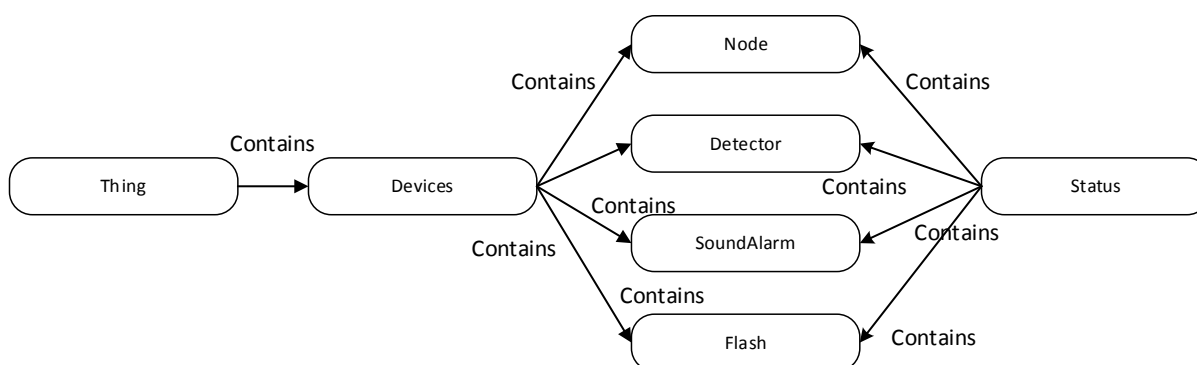 Node
Contains
Contains
Contains
Detector
Thing
Devices
Contains
Status
Contains
Contains
SoundAlarm
Contains
Contains
Contains
Flash